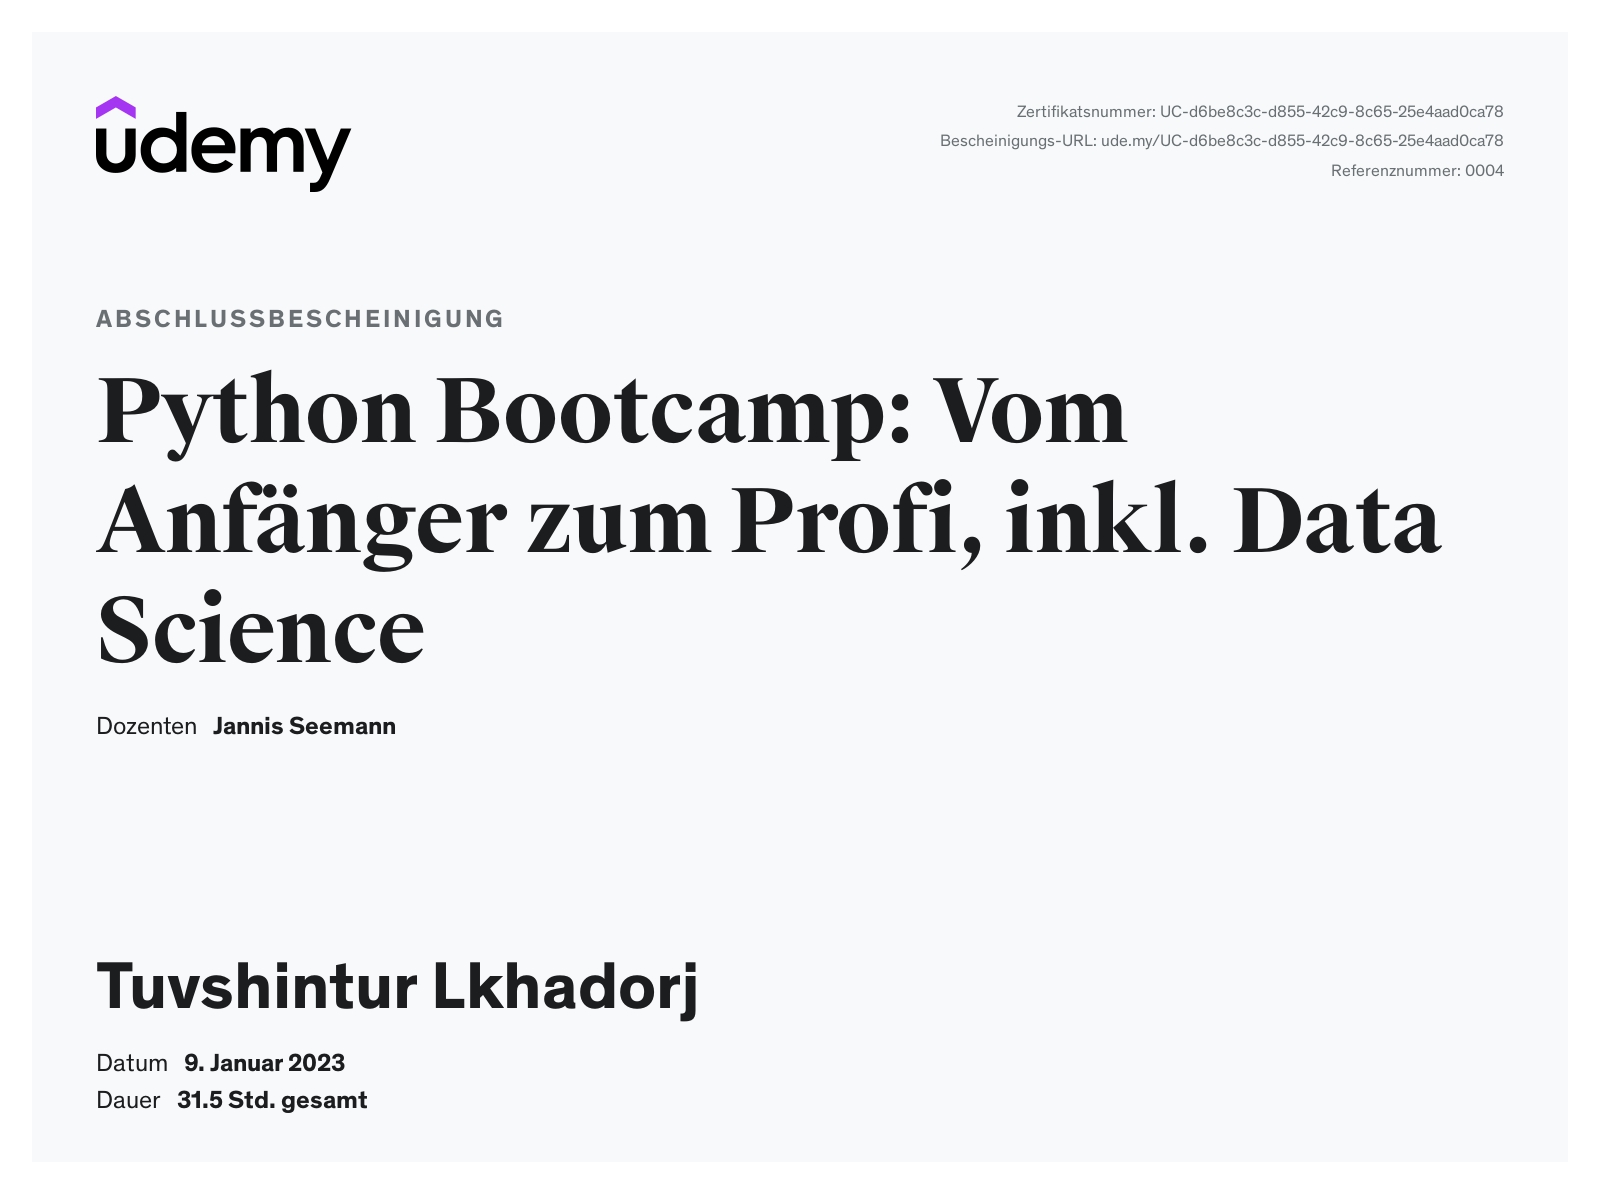 udemy
Zertifikatsnummer: UC-d6be8c3c-d855-42c9-8c65-25e4aad0ca78
Bescheinigungs-URL: ude.my/UC-d6be8c3c-d855-42c9-8c65-25e4aad0ca78
Referenznummer: 0004
ABSCHLUSSBESCHEINIGUNG
Python Bootcamp: Vom
Anfänger zum Profi, inkl. Data
Science
Dozenten Jannis Seemann
Tuvshintur Lkhadorj
Datum 9. Januar 2023
Dauer 31.5 Std. gesamt